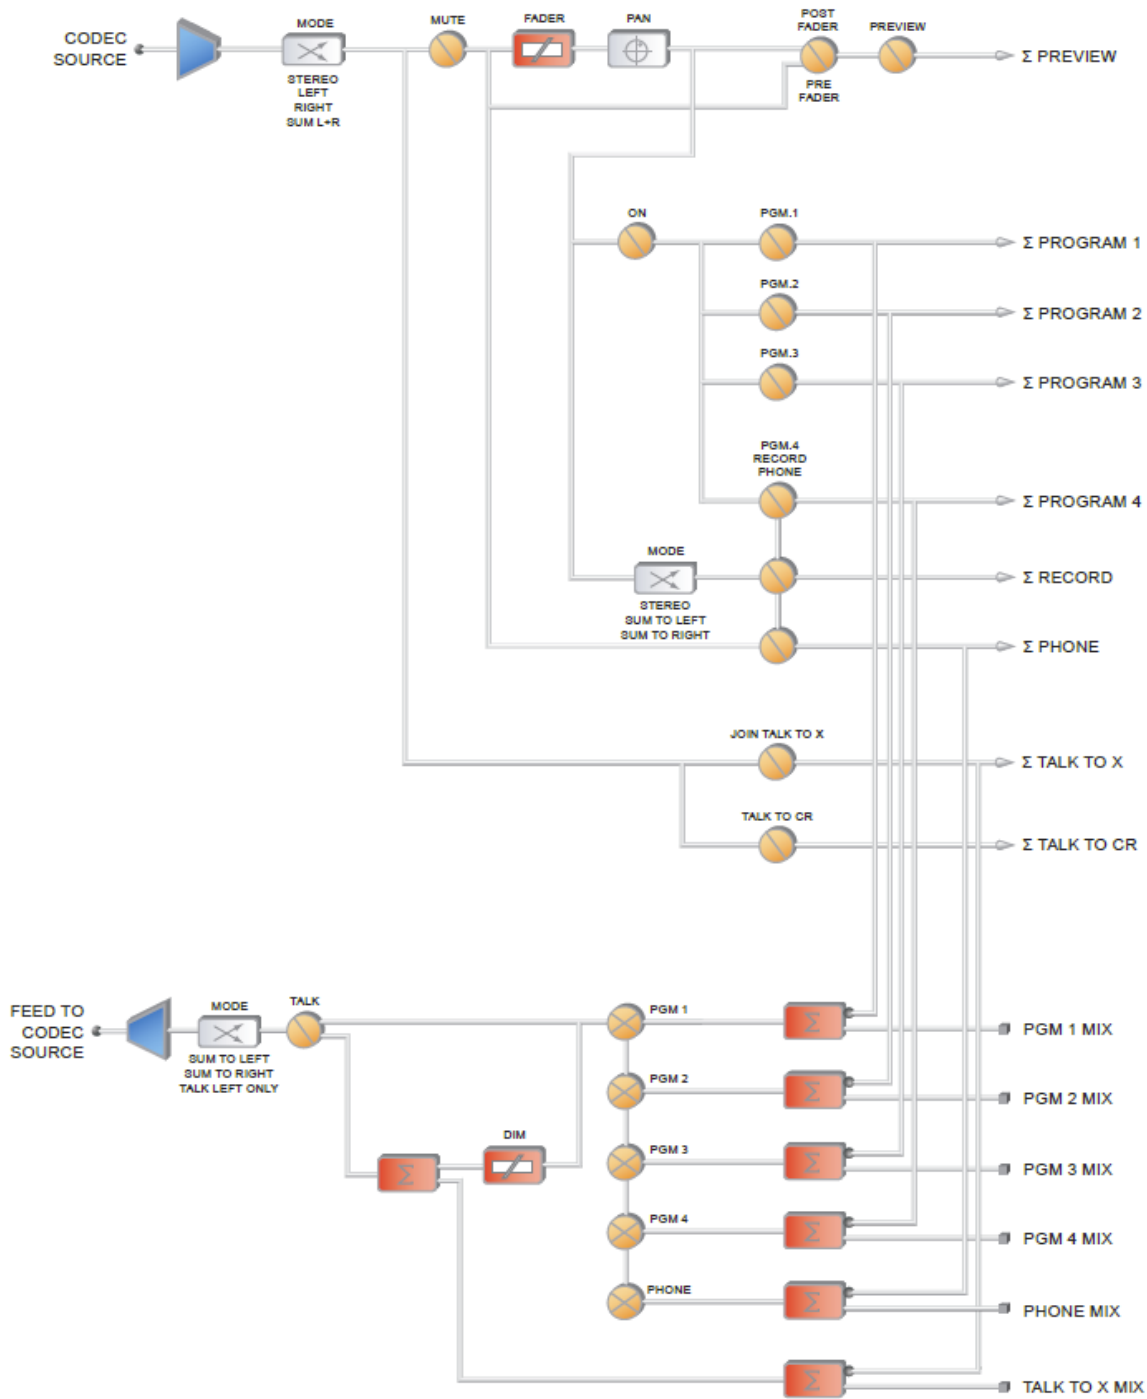 CODEC
SOURCE
MODE
STEREO
LEFT
RIGHT
SUM L+R
MUTE
FADER
PAN
POST
FADER
PRE
FADER
PREVIEW
Σ PREVIEW
ON
PGM.1
Σ PROGRAM 1
PGM.2
Σ PROGRAM 2
PGM.3
Σ PROGRAM 3
PGM.4
RECORD
PHONE
Σ PROGRAM 4
MODE
STEREO
SUM TO LEFT
SUM TO RIGHT
Σ RECORD
Σ PHONE
JOIN TALK TO X
Σ TALK TO X
TALK TO CR
Σ TALK TO CR
FEED TO
CODEC
SOURCE
MODE
SUM TO LEFT
SUM TO RIGHT
TALK LEFT ONLY
TALK
Σ
DIM
PGM 1
Σ
PGM 1 MIX
PGM 2
Σ
PGM 2 MIX
PGM 3
Σ
PGM 3 MIX
PGM 4
Σ
PGM 4 MIX
PHONE
Σ
PHONE MIX
Σ
TALK TO X MIX